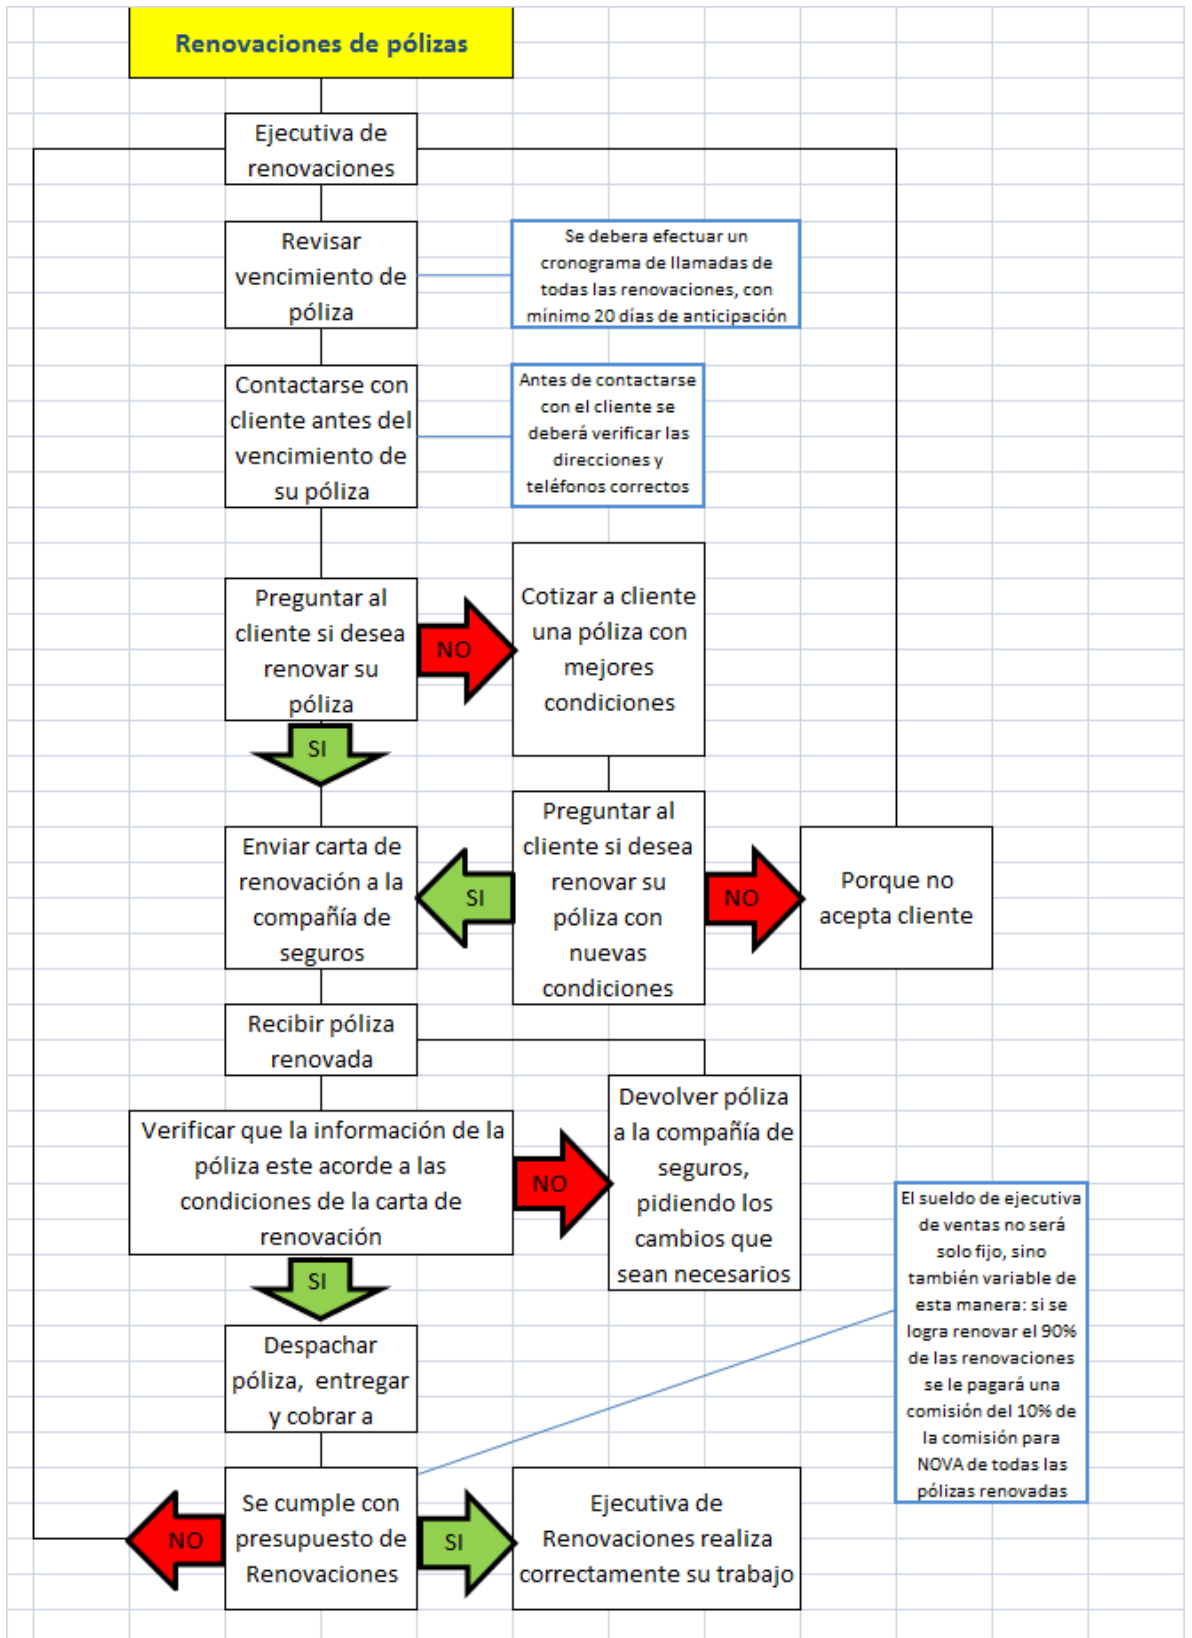 Renovaciones de pólizas
Ejecutiva de
renovaciones
Revisar
vencimiento de
póliza
Se debera efectuar un
cronograma de llamadas de
todas las renovaciones, con
mínimo 20 días de anticipación
Contactarse con
cliente antes del
vencimiento de
su póliza
Antes de contactarse
con el cliente se
deberá verificar las
direcciones y
teléfonos correctos
Preguntar al
cliente si desea
renovar su
póliza
NO
Cotizar a cliente
una póliza con
mejores
condiciones
SI
Enviar carta de
renovación a la
compañía de
seguros
SI
Preguntar al
cliente si desea
renovar su
póliza con
nuevas
condiciones
NO
Porque no
acepta cliente
Recibir póliza
renovada
Verificar que la información de la
póliza este acorde a las
condiciones de la carta de
renovación
NO
Devolver póliza
a la compañía de
seguros,
pidiendo los
cambios que
sean necesarios
SI
Despachar
póliza, entregar
y cobrar a
El sueldo de ejecutiva
de ventas no será
solo fijo, sino
también variable de
esta manera: si se
logra renovar el 90%
de las renovaciones
se le pagará una
comisión del 10% de
la comisión para
NOVA de todas las
pólizas renovadas
NO
Se cumple con
presupuesto de
Renovaciones
SI
Ejecutiva de
Renovaciones realiza
correctamente su trabajo